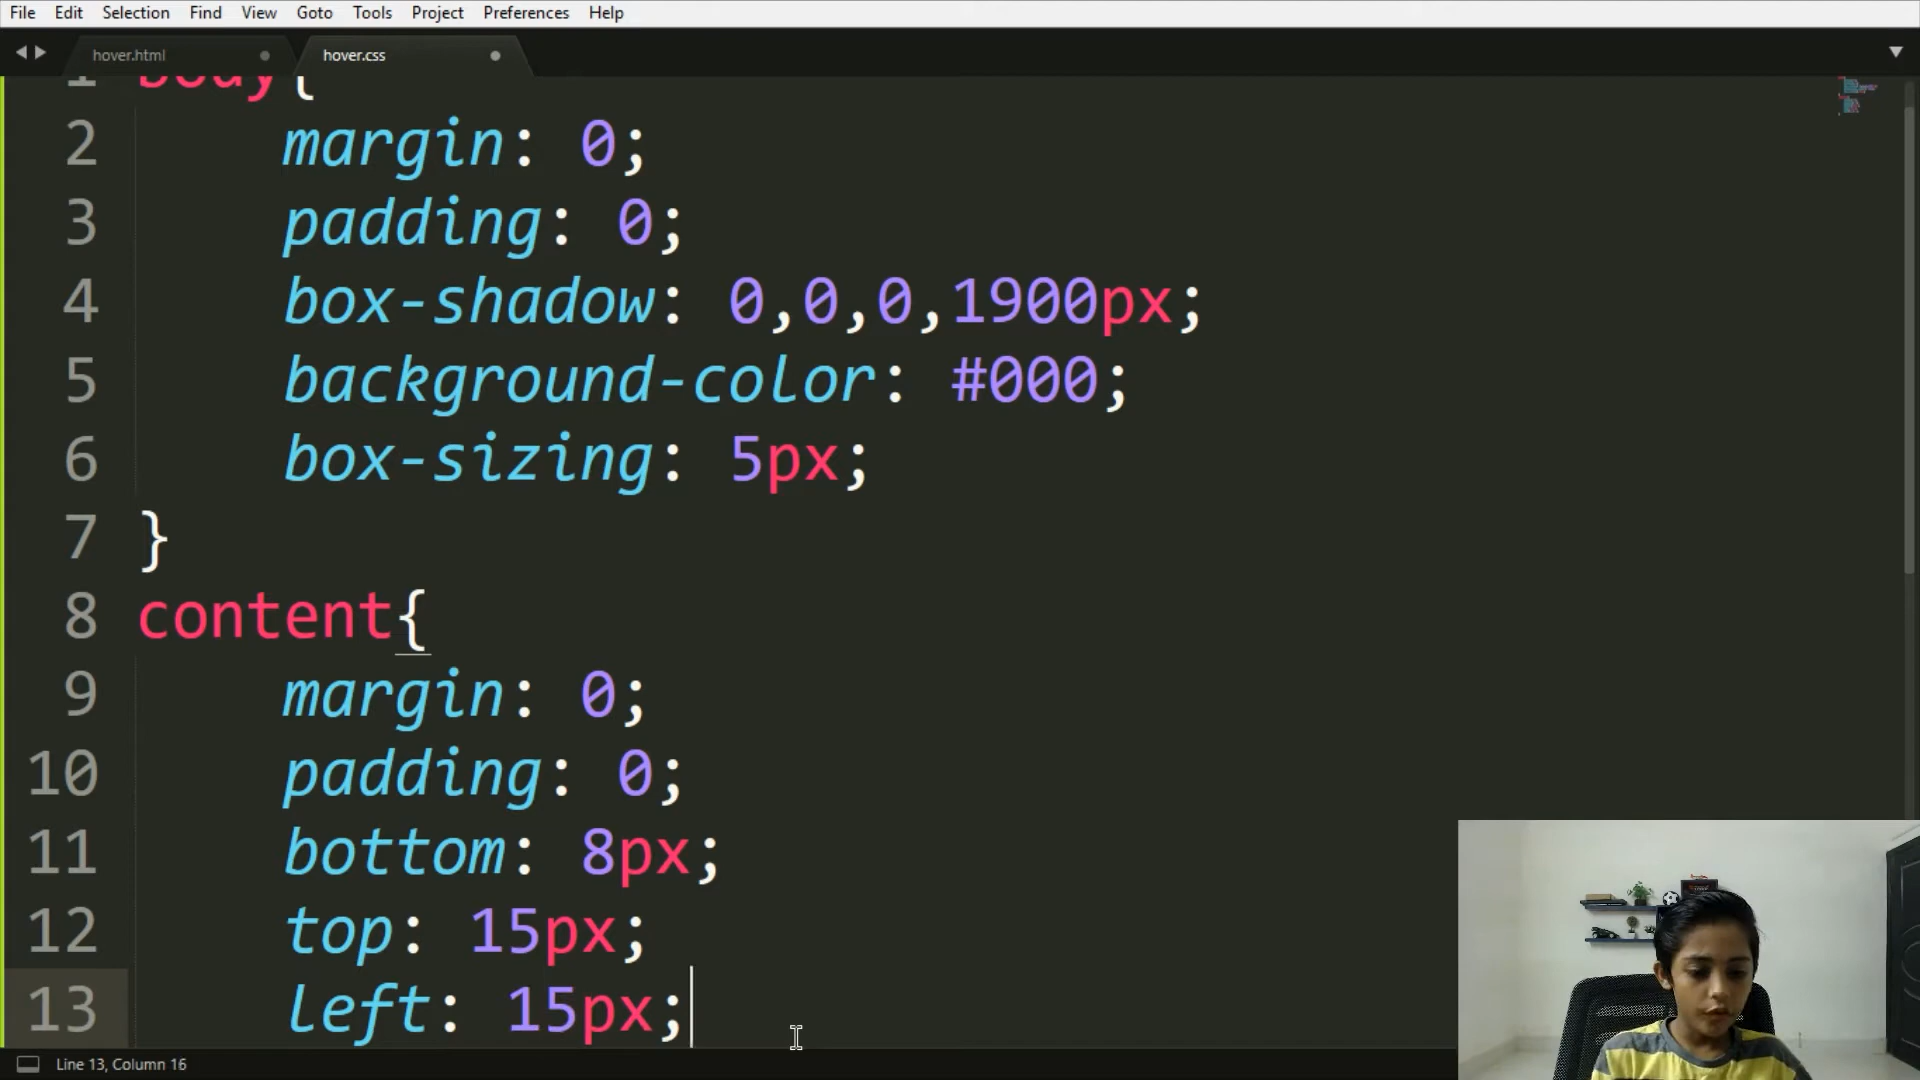 File Edit Selection Find View Goto Tools Project Preferences Help
hover.html hover.css
1 body{
2 margin: 0;
3 padding: 0;
4 box-shadow: 0,0,0,1900px;
5 background-color: #000;
6 box-sizing: 5px;
7 }
8 content{
9 margin: 0;
10 padding: 0;
11 bottom: 8px;
12 top: 15px;
13 left: 15px;
Line 13, Column 16